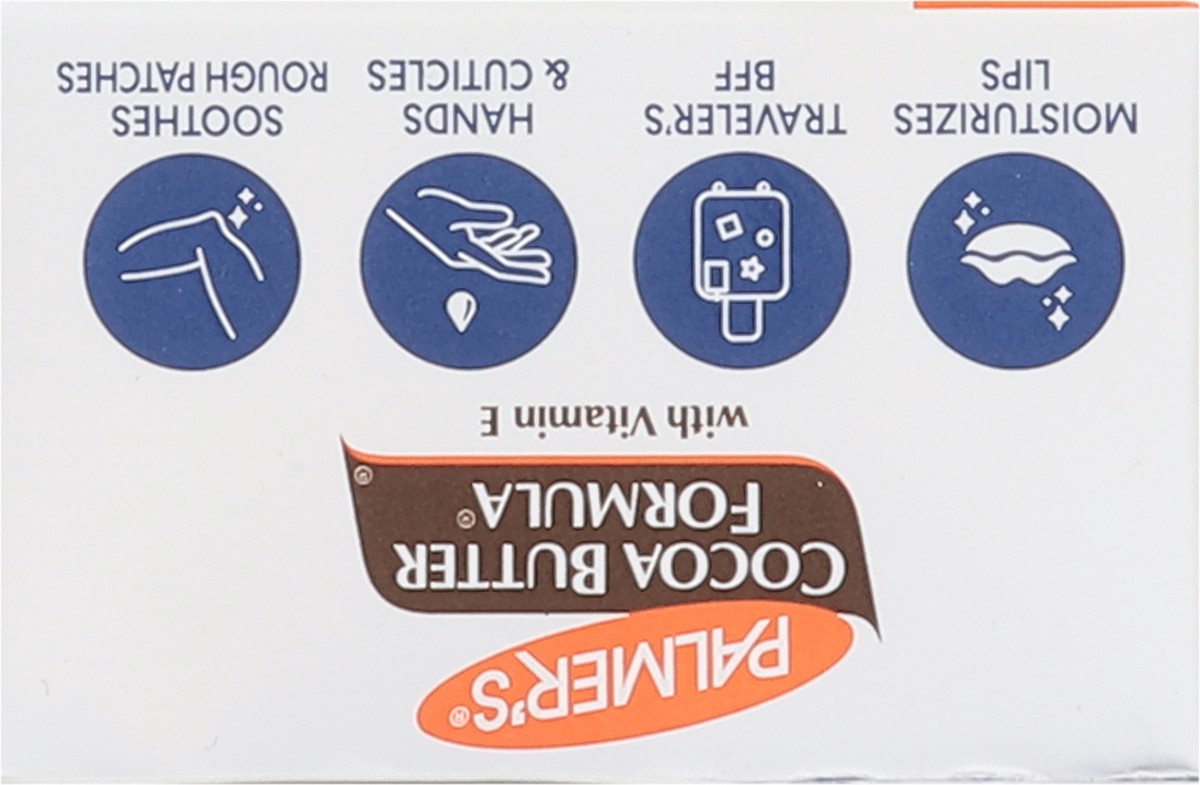 PALMER'S®
COCOA BUTTER
FORMULA®
®
with Vitamin E
MOISTURIZES
LIPS
TRAVELER'S
BFF
HANDS
& CUTICLES
SOOTHES
ROUGH PATCHES